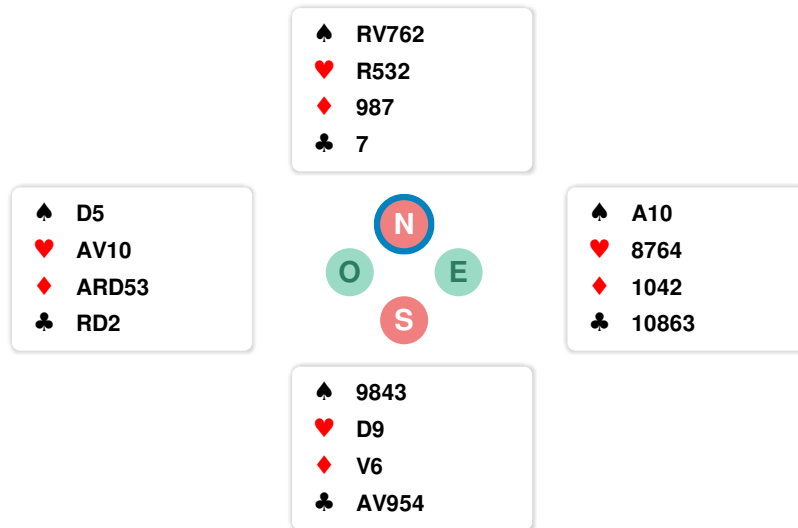 ♠ RV762
♥ R532
♦ 987
♣ 7
♠ D5
♥ AV10
♦ ARD53
♣ RD2
N
O E
S
♠ A10
♥ 8764
♦ 1042
♣ 10863
♠ 9843
♥ D9
♦ V6
♣ AV954